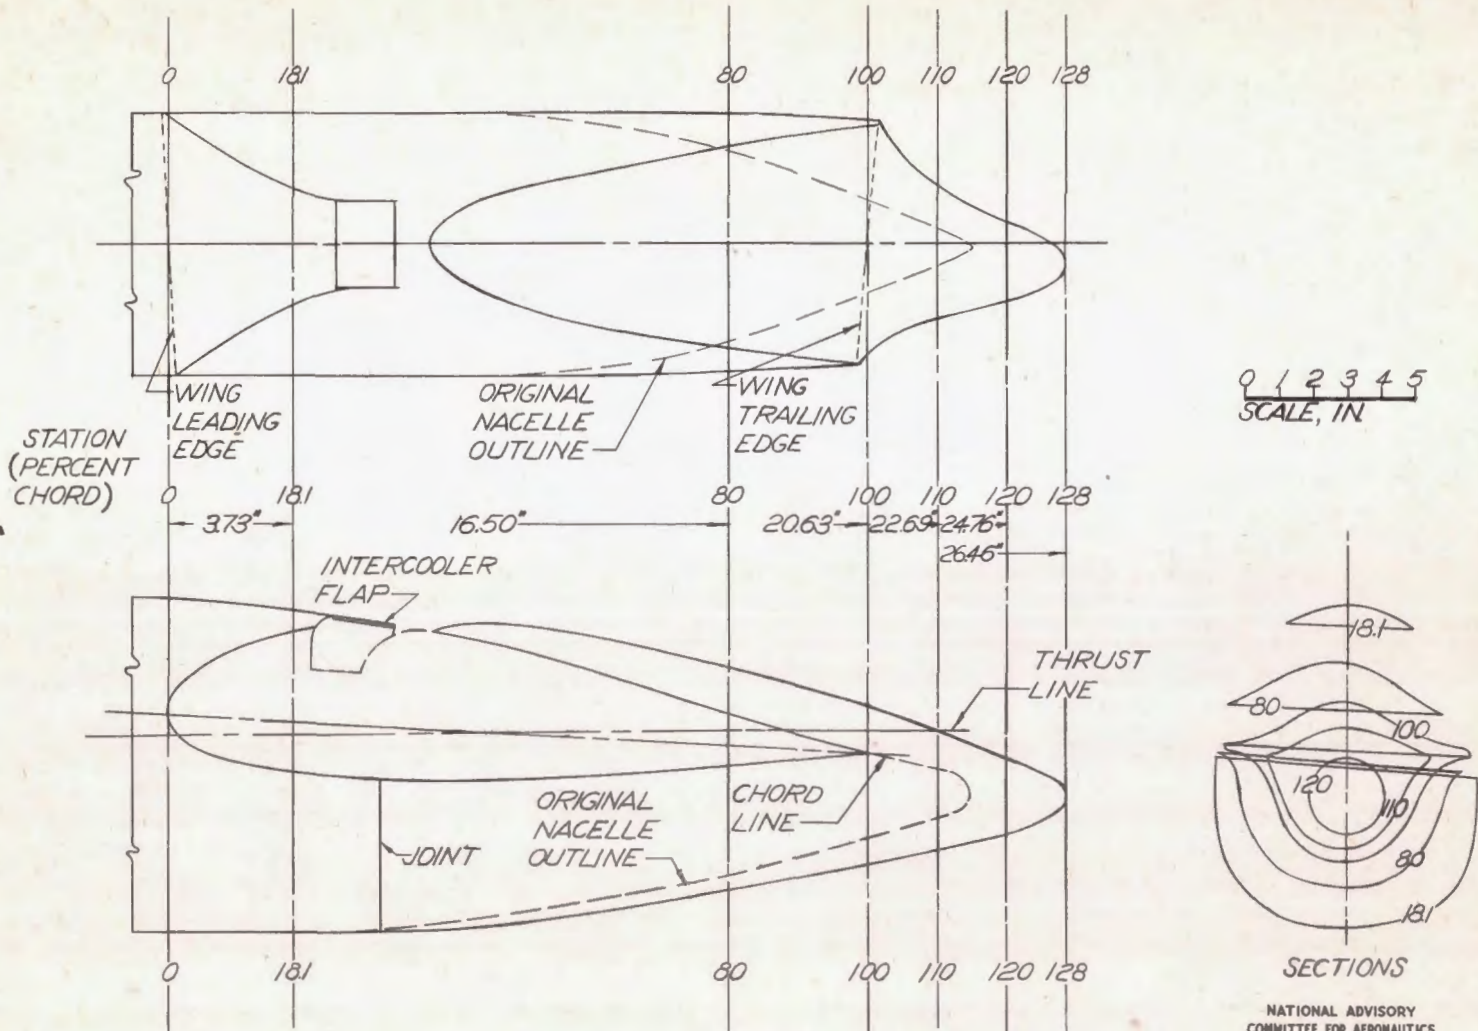 0 18.1 80 100 110 120 128
WING
LEADING
EDGE
ORIGINAL
NACELLE
OUTLINE
WING
TRAILING
EDGE
0 1 2 3 4 5
SCALE, IN.
STATION
(PERCENT
CHORD)
0 18.1 80 100 110 120 128
3.73" 16.50" 20.63" 22.69" 24.76"
26.46"
INTERCOOLER
FLAP
THRUST
LINE
CHORD
LINE
ORIGINAL
NACELLE
OUTLINE
JOINT
18.1
80
100
120
110
80
18.1
0 18.1 80 100 110 120 128
SECTIONS
NATIONAL ADVISORY
COMMITTEE FOR AERONAUTICS